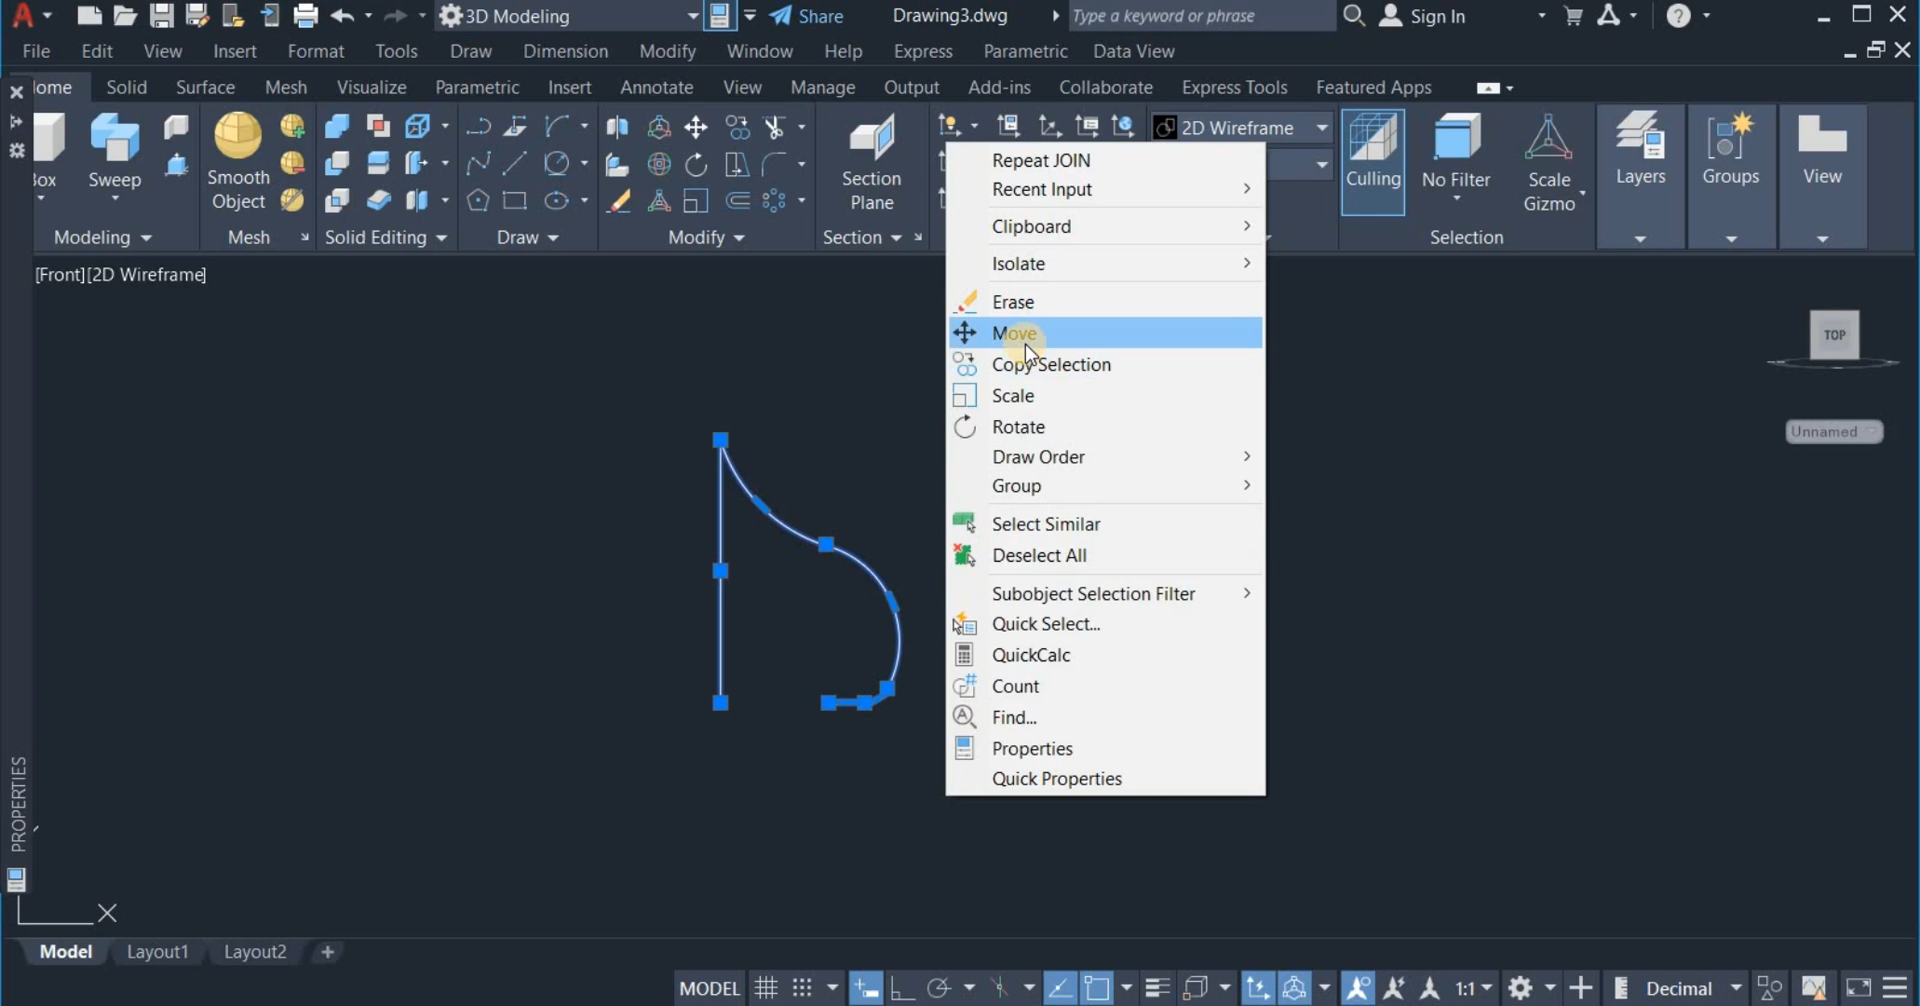 3D Modeling Share Drawing3.dwg Type a keyword or phrase Sign In
File Edit View Insert Format Tools Draw Dimension Modify Window Help Express Parametric Data View
ome Solid Surface Mesh Visualize Parametric Insert Annotate View Manage Output Add-ins Collaborate Express Tools Featured Apps
2D Wireframe
Box Sweep Smooth Object Section Plane Culling No Filter Scale Gizmo Layers Groups View
Modeling Mesh Solid Editing Draw Modify Section Selection
[Front][2D Wireframe]
Repeat JOIN
Recent Input
Clipboard
Isolate
Erase
Move
Copy Selection
Scale
Rotate
Draw Order
Group
Select Similar
Deselect All
Subobject Selection Filter
Quick Select...
QuickCalc
Count
Find...
Properties
Quick Properties
TOP
Unnamed
PROPERTIES
X
Model Layout1 Layout2 +
MODEL 1:1 Decimal